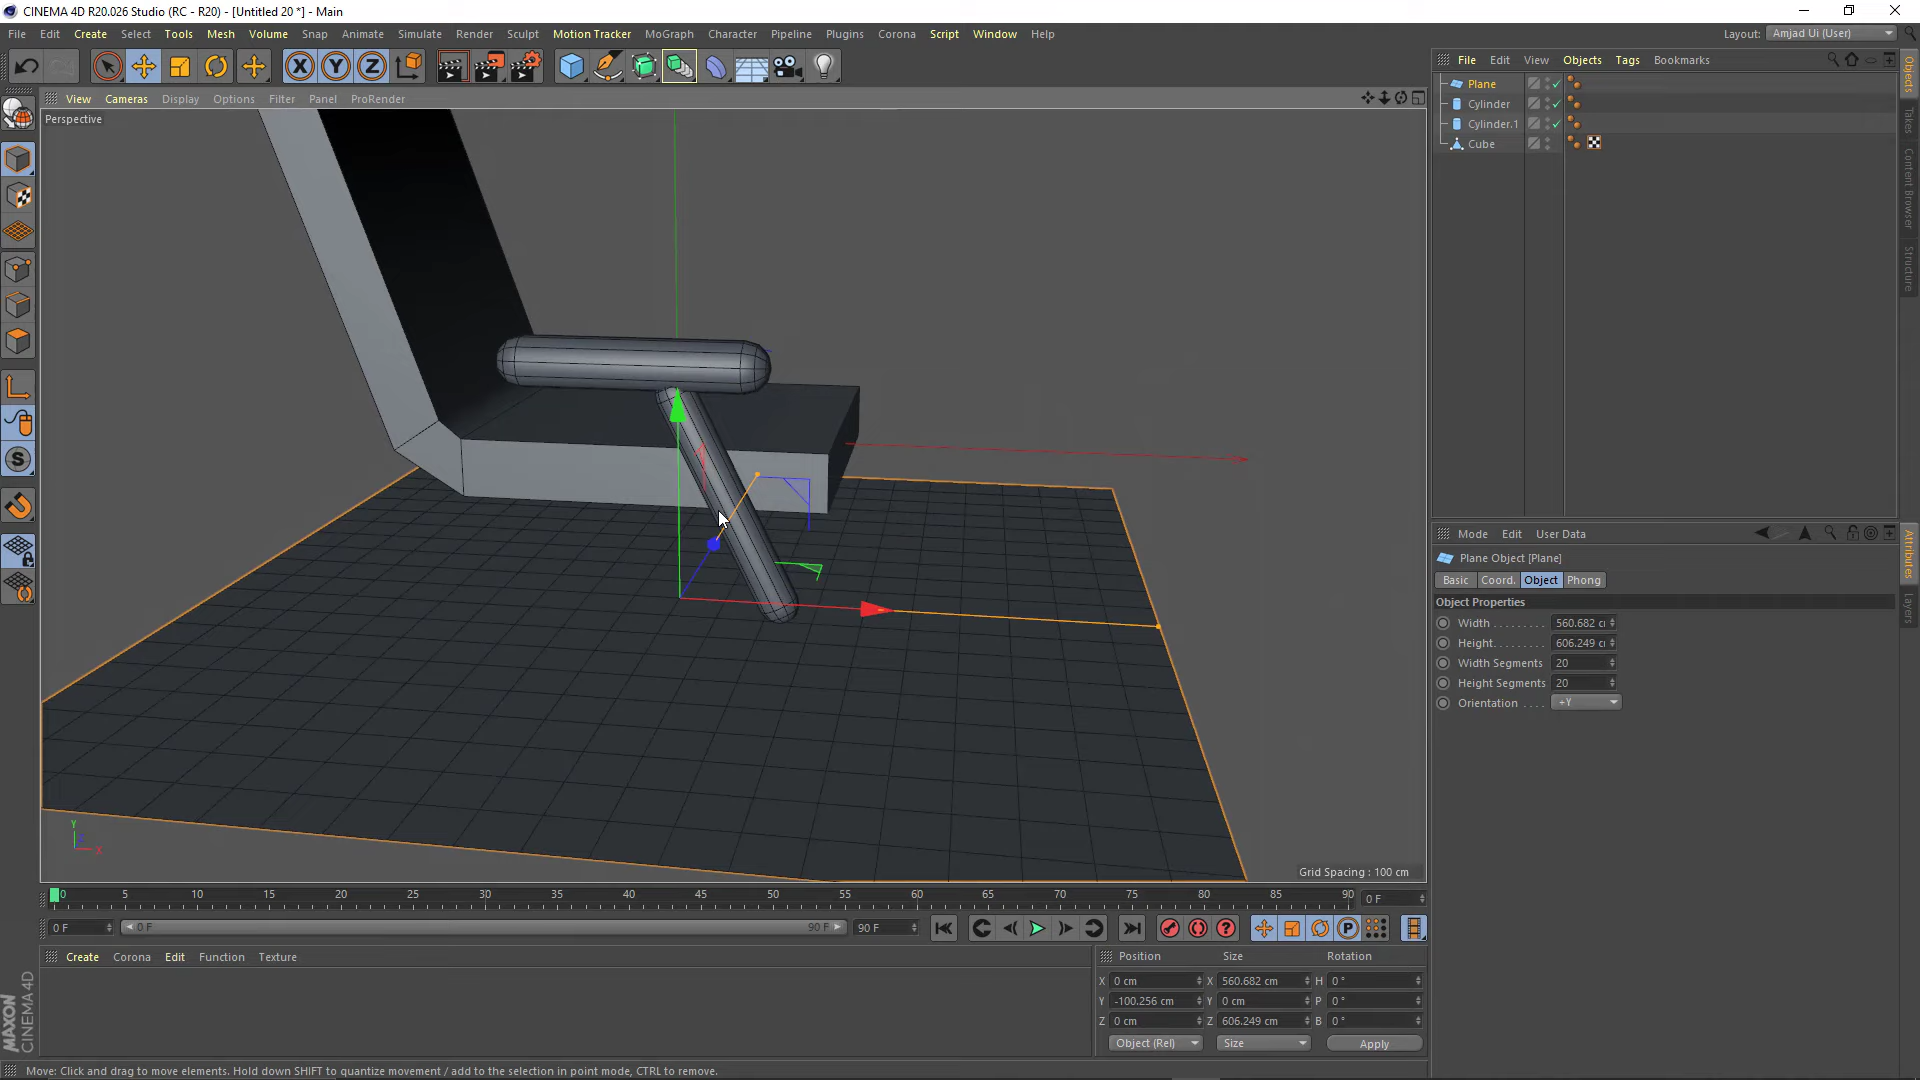 CINEMA 4D R20.026 Studio (RC - R20) - [Untitled 20 *] - Main
File Edit Create Select Tools Mesh Volume Snap Animate Simulate Render Sculpt Motion Tracker MoGraph Character Pipeline Plugins Corona Script Window Help
Layout: Amjad Ui (User)
View Cameras Display Options Filter Panel ProRender
Perspective
File Edit View Objects Tags Bookmarks
Plane
Cylinder
Cylinder.1
Cube
Objects
Takes
Content Browser
Structure
Mode Edit User Data
Plane Object [Plane]
Basic Coord. Object Phong
Object Properties
Width . . . . . . . . . 560.682 c
Height. . . . . . . . . 606.249 c
Width Segments 20
Height Segments 20
Orientation . . . . +Y
Attributes
Layers
X Y Z
S
Y
X
Grid Spacing : 100 cm
0 5 10 15 20 25 30 35 40 45 50 55 60 65 70 75 80 85 90 0 F
0 F 0 F 90 F 90 F
P
Create Corona Edit Function Texture
Position Size Rotation
X 0 cm X 560.682 cm H 0 °
Y -100.256 cm Y 0 cm P 0 °
Z 0 cm Z 606.249 cm B 0 °
Object (Rel) Size Apply
MAXON
CINEMA 4D
Move: Click and drag to move elements. Hold down SHIFT to quantize movement / add to the selection in point mode, CTRL to remove.